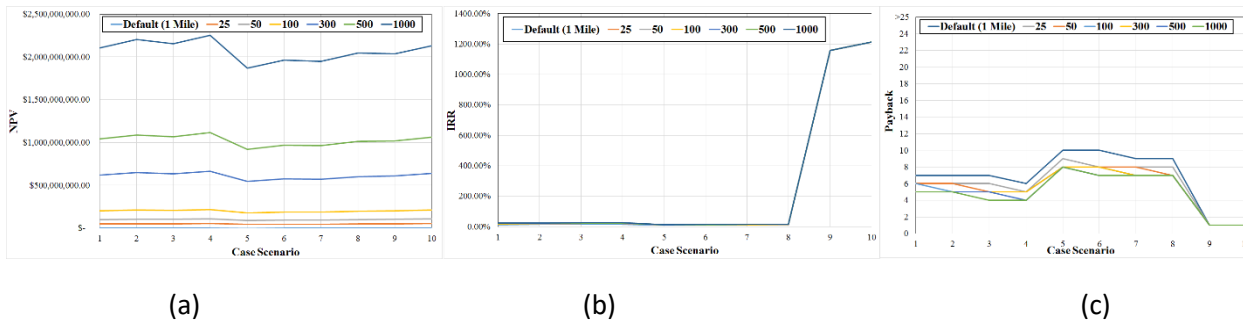 Default (1 Mile) 25 50 100 300 500 1000
$2,500,000,000.00
$2,000,000,000.00
$1,500,000,000.00
$1,000,000,000.00
$500,000,000.00
$-
NPV
1 2 3 4 5 6 7 8 9 10
Case Scenario
(a)
Default (1 Mile) 25 50 100 300 500 1000
1400.00%
1200.00%
1000.00%
800.00%
600.00%
400.00%
200.00%
0.00%
IRR
1 2 3 4 5 6 7 8 9 10
Case Scenario
(b)
Default (1 Mile) 25 50 100 300 500 1000
>25
24
22
20
18
16
14
12
10
8
6
4
2
0
Payback
1 2 3 4 5 6 7 8 9 10
Case Scenario
(c)